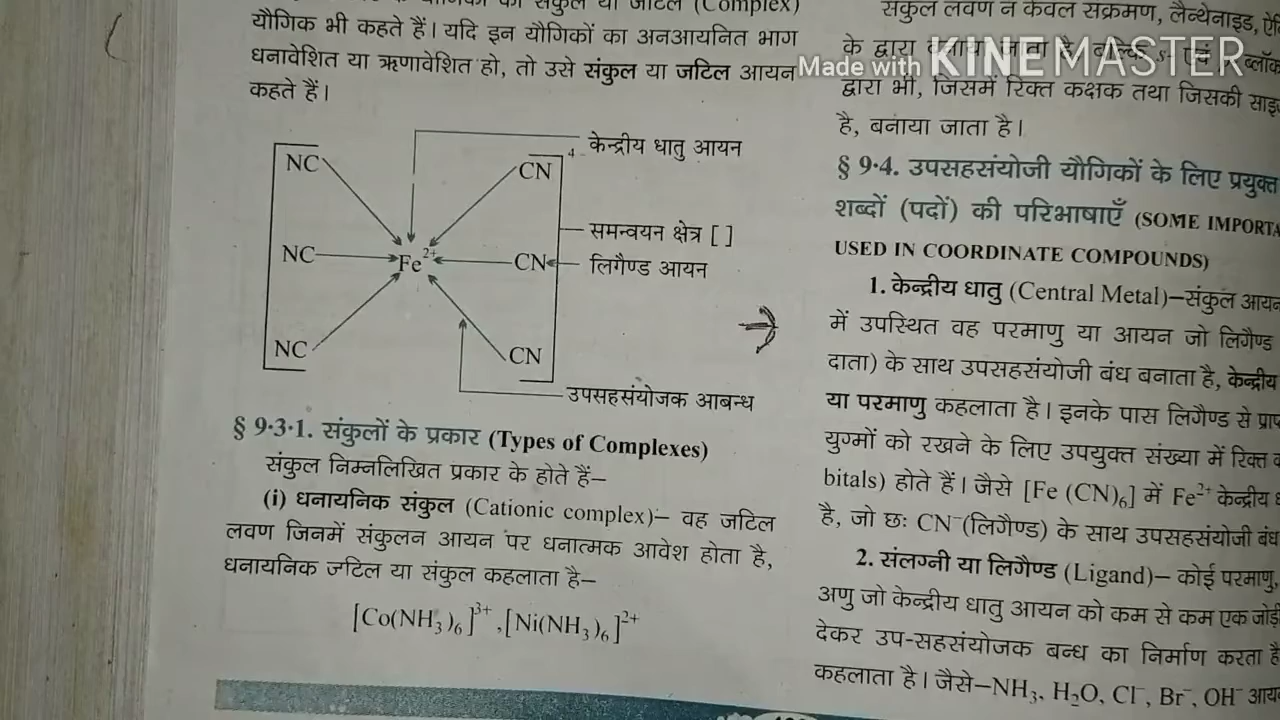 यौगिक भी कहते हैं। यदि इन यौगिकों का अनआयनित भाग
धनावेशित या ऋणावेशित हो, तो उसे संकुल या जटिल आयन
कहते हैं।
NC
NC
NC
Fe²⁺
CN
CN
CN
4-
केन्द्रीय धातु आयन
समन्वयन क्षेत्र [ ]
लिगैण्ड आयन
उपसहसंयोजक आबन्ध
§ 9·3·1. संकुलों के प्रकार (Types of Complexes)
संकुल निम्नलिखित प्रकार के होते हैं–
(i) धनायनिक संकुल (Cationic complex)– वह जटिल
लवण जिनमें संकुलन आयन पर धनात्मक आवेश होता है,
धनायनिक जटिल या संकुल कहलाता है–
[Co(NH₃)₆]³⁺,[Ni(NH₃)₆]²⁺
संकुल लवण न केवल संक्रमण, लैन्थेनाइड,
के द्वारा
Made with KINEMASTER
द्वारा भी, जिसमें रिक्त कक्षक तथा जिसकी
है, बनाया जाता है।
§ 9·4. उपसहसंयोजी यौगिकों के लिए प्रयुक्त
शब्दों (पदों) की परिभाषाएँ (SOME
USED IN COORDINATE COMPOUNDS)
1. केन्द्रीय धातु (Central Metal)–संकुल
में उपस्थित वह परमाणु या आयन जो लिगैण्ड
दाता) के साथ उपसहसंयोजी बंध बनाता है, केन्द्रीय
या परमाणु कहलाता है। इनके पास लिगैण्ड से
युग्मों को रखने के लिए उपयुक्त संख्या में रिक्त
bitals) होते हैं। जैसे [Fe (CN)₆] में Fe²⁺ केन्द्रीय
है, जो छः CN⁻(लिगैण्ड) के साथ उपसहसंयोजी बंध
2. संलग्नी या लिगैण्ड (Ligand)– कोई परमाणु,
अणु जो केन्द्रीय धातु आयन को कम से कम एक
देकर उप-सहसंयोजक बन्ध का निर्माण करता है
कहलाता है। जैसे–NH₃, H₂O, Cl⁻, Br⁻, OH⁻